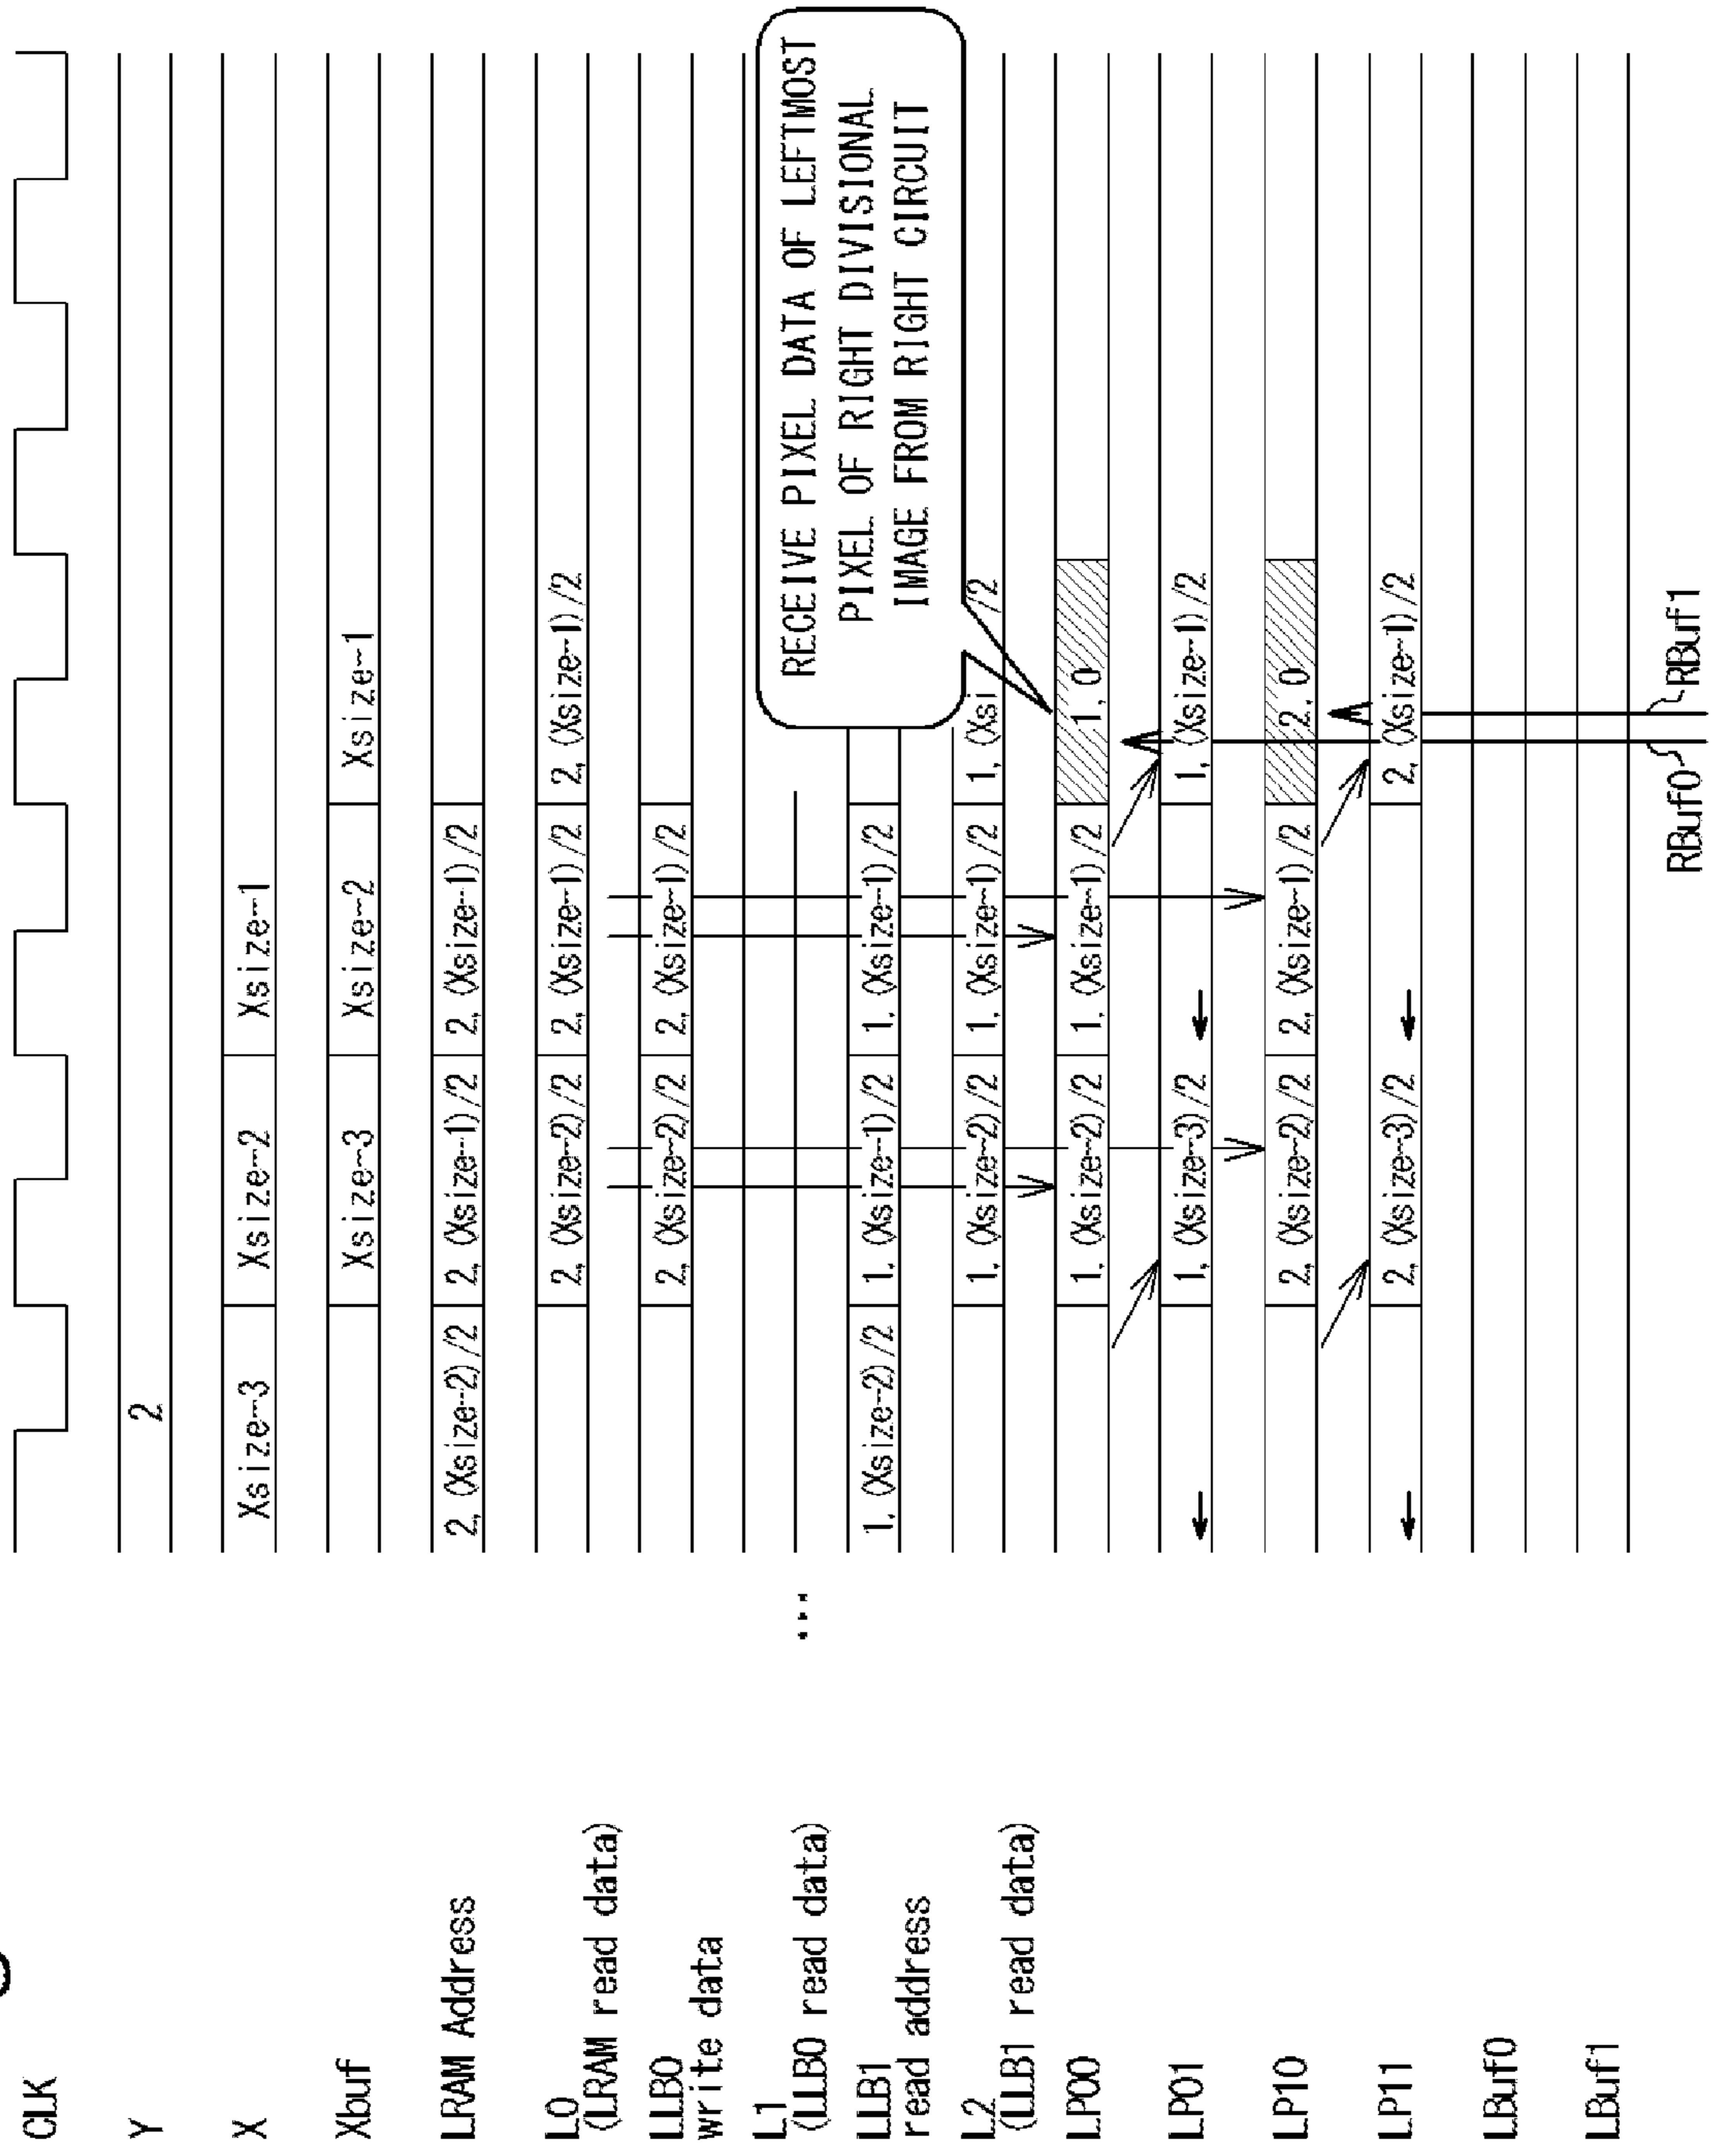 CLK
Y
2
X
Xsize-3
Xsize-2
Xsize-1
Xbuf
Xsize-3
Xsize-2
Xsize-1
LRAM Address
2, (Xsize-2)/2
2, (Xsize-1)/2
2, (Xsize-1)/2
L0
(LRAM read data)
2, (Xsize-2)/2
2, (Xsize-1)/2
2, (Xsize-1)/2
LLB0
write data
2, (Xsize-2)/2
2, (Xsize-1)/2
L1
(LLB0 read data)
...
LLB1
read address
1, (Xsize-2)/2
1, (Xsize-1)/2
1, (Xsize-1)/2
L2
(LLB1 read data)
1, (Xsize-2)/2
1, (Xsize-1)/2
1, (Xsi /2
RECEIVE PIXEL DATA OF LEFTMOST
PIXEL OF RIGHT DIVISIONAL
IMAGE FROM RIGHT CIRCUIT
LP00
1, (Xsize-2)/2
1, (Xsize-1)/2
1, 0
LP01
1, (Xsize-3)/2
1, (Xsize-1)/2
LP10
2, (Xsize-2)/2
2, (Xsize-1)/2
2, 0
LP11
2, (Xsize-3)/2
2, (Xsize-1)/2
LBuf0
LBuf1
RBuf0
RBuf1